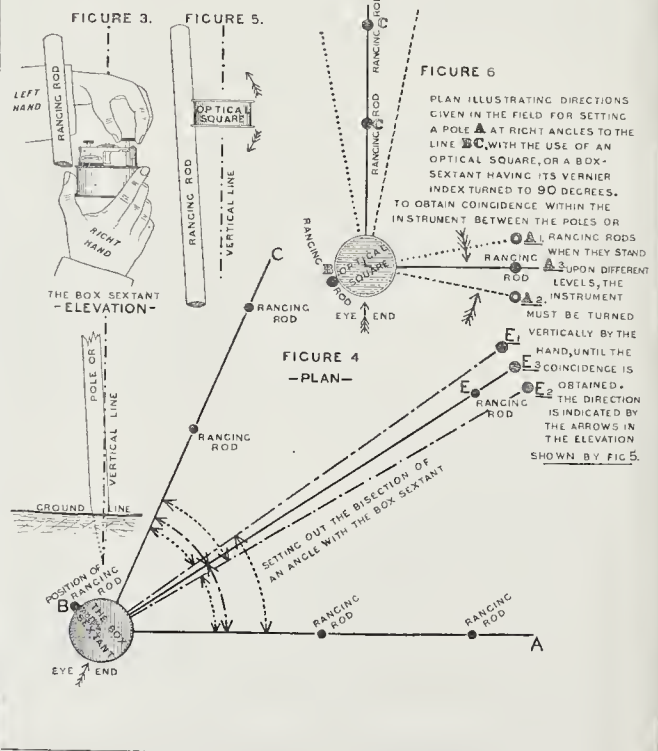 FIGURE 3.
LEFT
HAND
RANGING ROD
RIGHT
HAND
THE BOX SEXTANT
-ELEVATION-
FIGURE 5.
OPTICAL
SQUARE
RANGING ROD
VERTICAL LINE
C
RANGING ROD
C
RANGING ROD
RANGING
B
ROD
OPTICAL
SQUARE
EYE END
FIGURE 6
PLAN ILLUSTRATING DIRECTIONS
GIVEN IN THE FIELD FOR SETTING
A POLE A AT RIGHT ANGLES TO THE
LINE BC, WITH THE USE OF AN
OPTICAL SQUARE, OR A BOX-
SEXTANT HAVING ITS VERNIER
INDEX TURNED TO 90 DEGREES.
TO OBTAIN COINCIDENCE WITHIN THE
INSTRUMENT BETWEEN THE POLES OR
A1. RANGING RODS
WHEN THEY STAND
RANGING
ROD
A3
UPON DIFFERENT
LEVELS, THE
A2. INSTRUMENT
MUST BE TURNED
VERTICALLY BY THE
HAND, UNTIL THE
COINCIDENCE IS
OBTAINED.
THE DIRECTION
IS INDICATED BY
THE ARROWS IN
THE ELEVATION
SHOWN BY FIG 5.
FIGURE 4
-PLAN-
C
RANGING
ROD
RANGING
ROD
E1
E3
E
E2
RANGING
ROD
SETTING OUT THE BISECTION OF
AN ANGLE WITH THE BOX SEXTANT
POLE OR
VERTICAL LINE
GROUND LINE
POSITION OF
RANGING
ROD
B
THE BOX
SEXTANT
EYE END
RANGING
ROD
RANGING
ROD
A